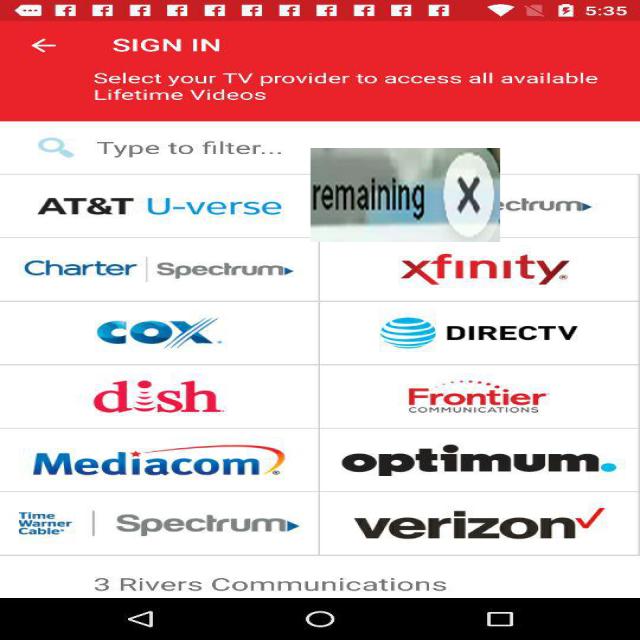 5:35
SIGN IN
Select your TV provider to access all available
Lifetime Videos
Type to filter...
remaining X
AT&T U-verse
ectrum
Charter Spectrum
xfinity
COX
DIRECTV
dish
Frontier
COMMUNICATIONS
Mediacom
optimum.
Time
Warner
Cable
Spectrum
verizon
3 Rivers Communications